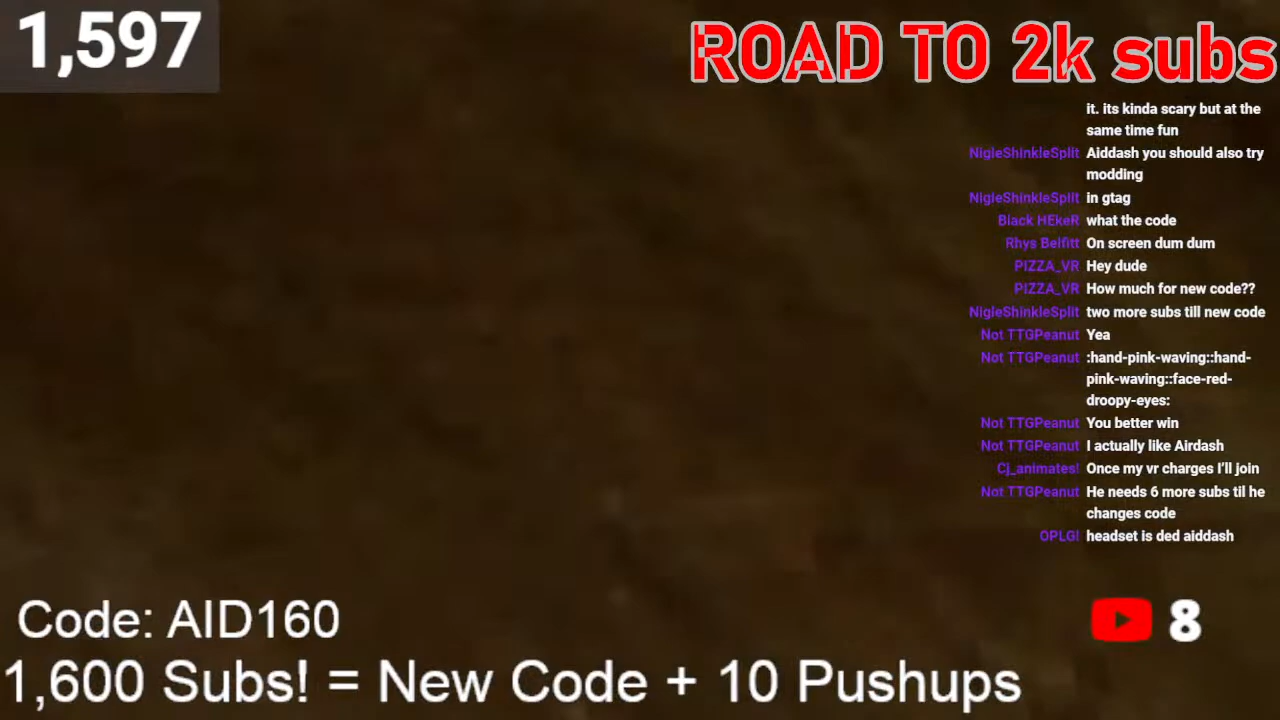 1,597
ROAD TO 2k subs
it. its kinda scary but at the
same time fun
NigleShinkleSplit Aiddash you should also try
modding
NigleShinkleSplit in gtag
Black HEkeR what the code
Rhys Belfitt On screen dum dum
PIZZA_VR Hey dude
PIZZA_VR How much for new code??
NigleShinkleSplit two more subs till new code
Not TTGPeanut Yea
Not TTGPeanut :hand-pink-waving::hand-
pink-waving::face-red-
droopy-eyes:
Not TTGPeanut You better win
Not TTGPeanut I actually like Airdash
Cj_animates! Once my vr charges I'll join
Not TTGPeanut He needs 6 more subs til he
changes code
OPLG! headset is ded aiddash
Code: AID160
8
1,600 Subs! = New Code + 10 Pushups